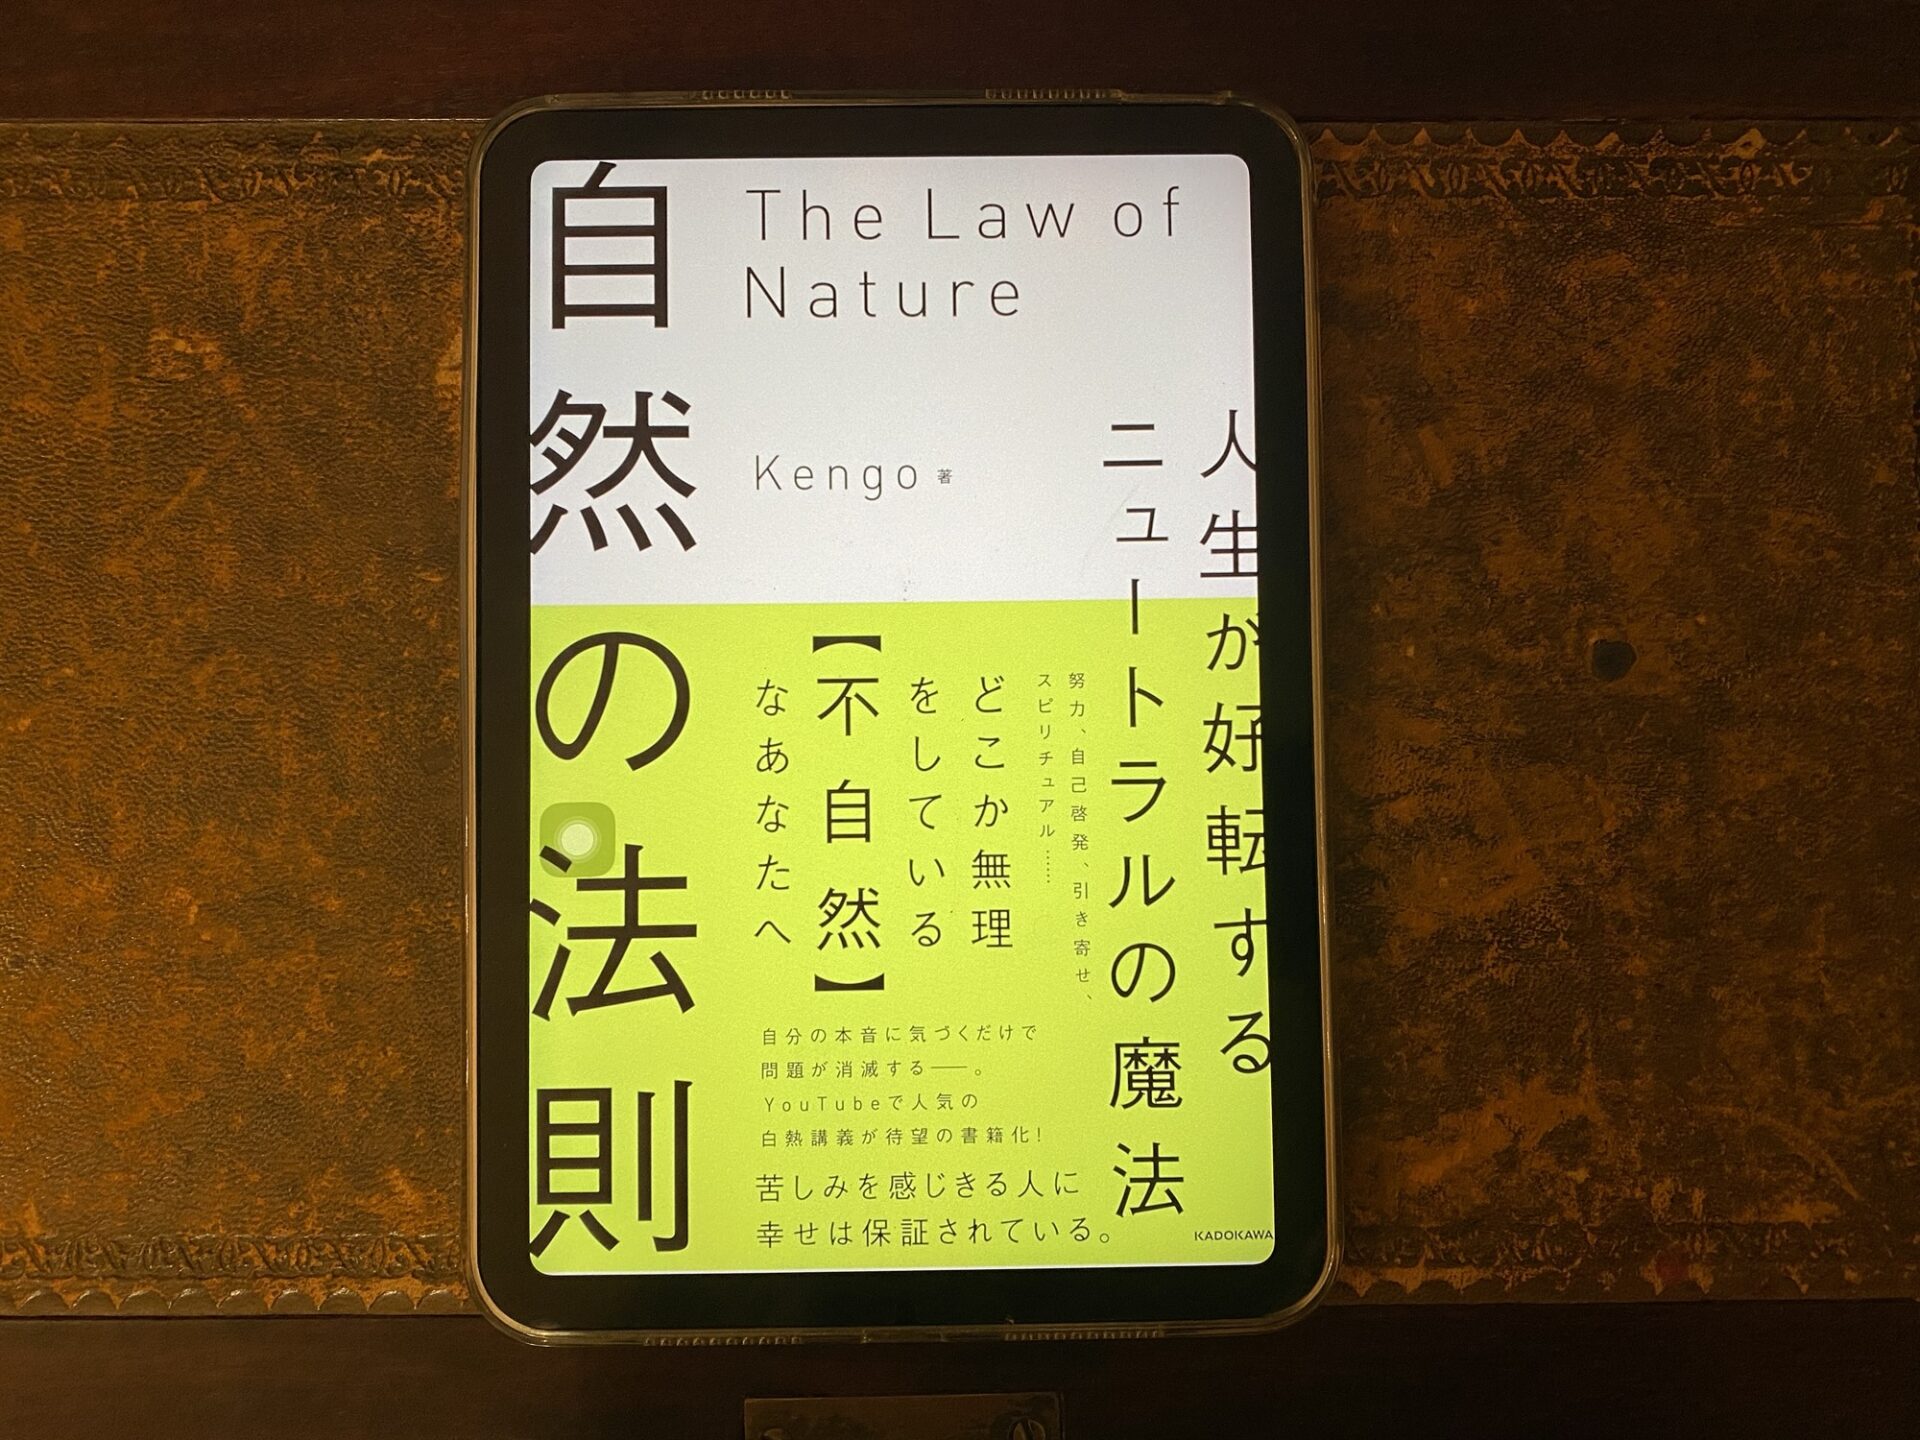 The Law of
Nature
Kengo 著
人生が好転する
ニュートラルの魔法
自然の法則
努力、自己啓発、引き寄せ、
スピリチュアル……
どこか無理
をしている
【不自然】
なあなたへ
自分の本音に気づくだけで
問題が消滅する——。
YouTubeで人気の
白熱講義が待望の書籍化!
苦しみを感じきる人に
幸せは保証されている。
KADOKAWA